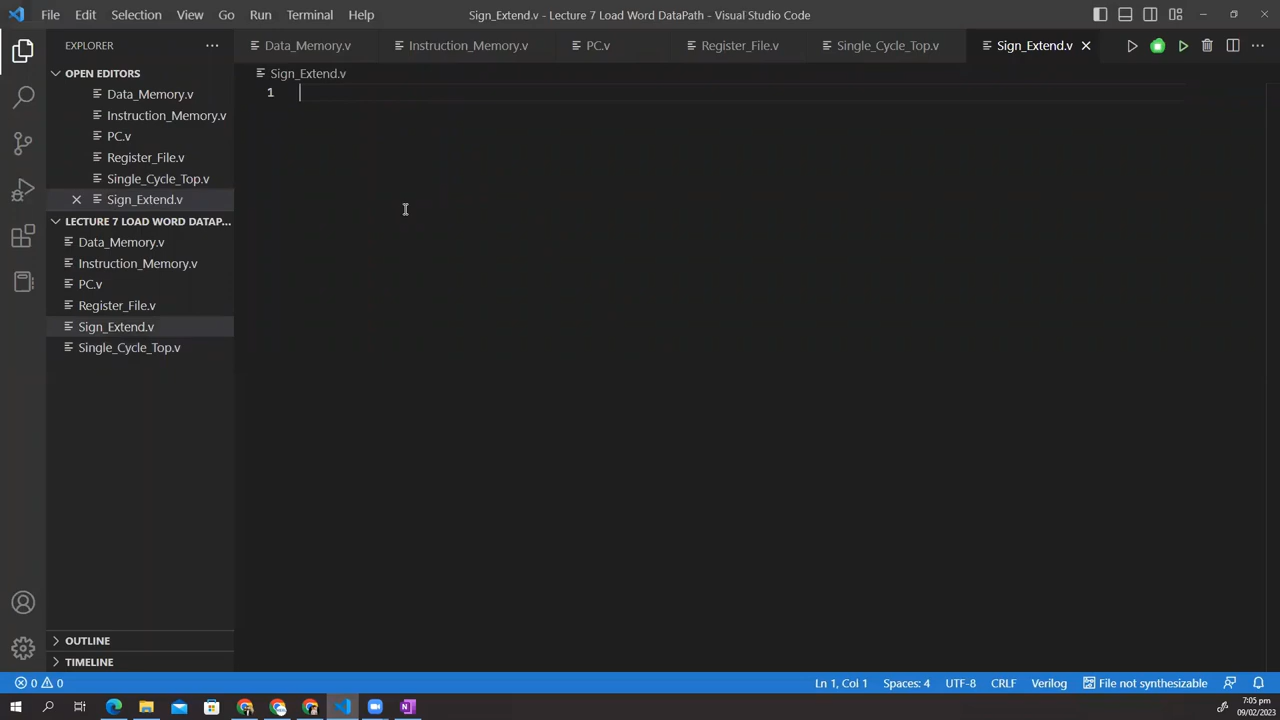 File Edit Selection View Go Run Terminal Help Sign_Extend.v - Lecture 7 Load Word DataPath - Visual Studio Code
EXPLORER
Data_Memory.v Instruction_Memory.v PC.v Register_File.v Single_Cycle_Top.v Sign_Extend.v
OPEN EDITORS
Data_Memory.v
Instruction_Memory.v
PC.v
Register_File.v
Single_Cycle_Top.v
Sign_Extend.v
LECTURE 7 LOAD WORD DATAP...
Data_Memory.v
Instruction_Memory.v
PC.v
Register_File.v
Sign_Extend.v
Single_Cycle_Top.v
OUTLINE
TIMELINE
Sign_Extend.v
1
0 0 Ln 1, Col 1 Spaces: 4 UTF-8 CRLF Verilog File not synthesizable
7:05 pm
09/02/2023